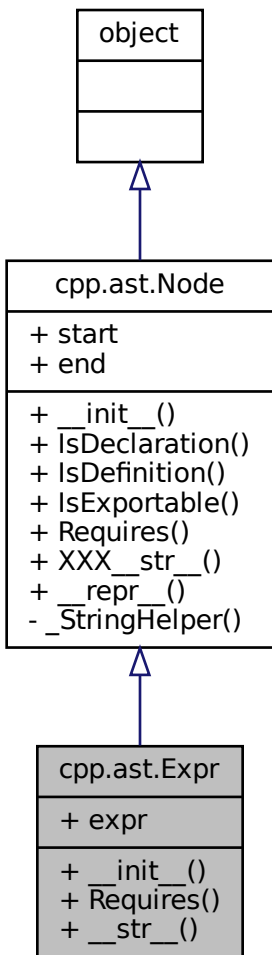 object
cpp.ast.Node
+ start
+ end
+ __init__()
+ IsDeclaration()
+ IsDefinition()
+ IsExportable()
+ Requires()
+ XXX__str__()
+ __repr__()
- _StringHelper()
cpp.ast.Expr
+ expr
+ __init__()
+ Requires()
+ __str__()